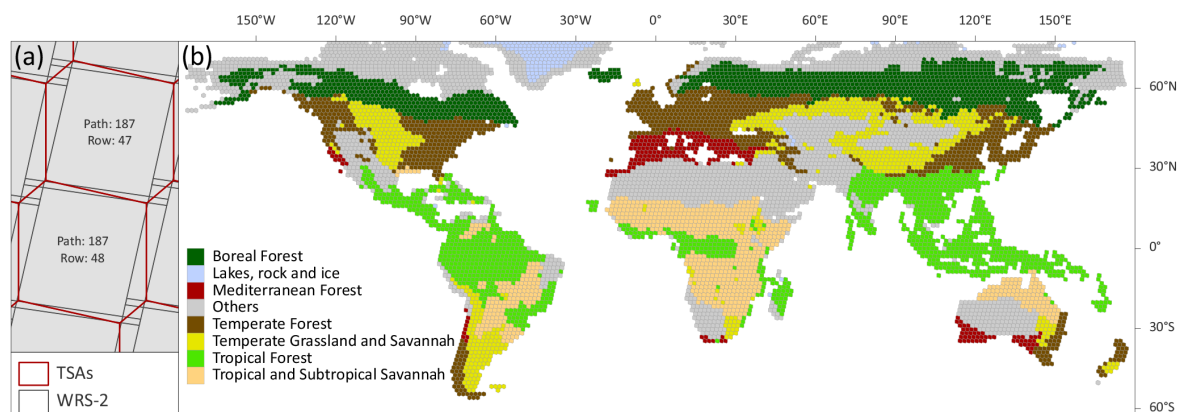 150°W 120°W 90°W 60°W 30°W 0° 30°E 60°E 90°E 120°E 150°E
(a)
(b)
Path: 187
Row: 47
Path: 187
Row: 48
TSAs
WRS-2
Boreal Forest
Lakes, rock and ice
Mediterranean Forest
Others
Temperate Forest
Temperate Grassland and Savannah
Tropical Forest
Tropical and Subtropical Savannah
60°N
30°N
0°
30°S
60°S